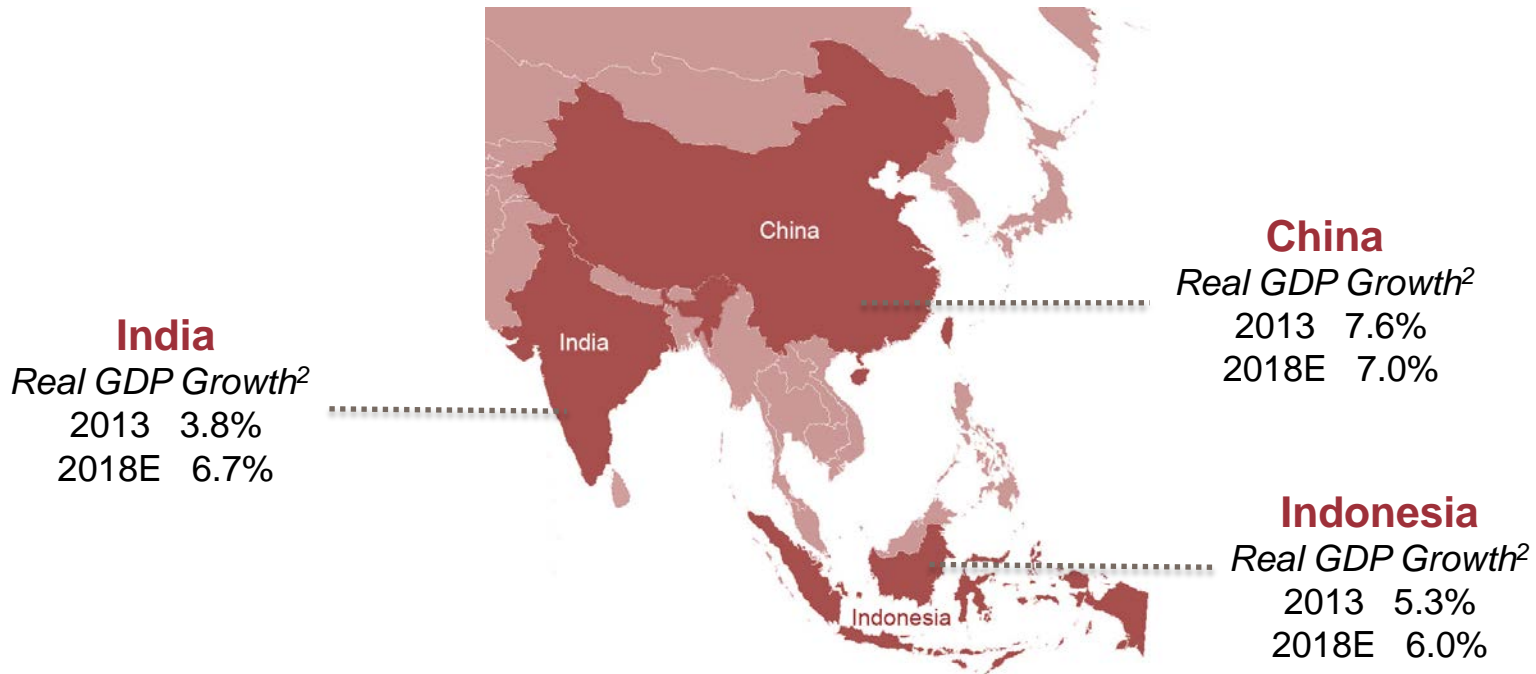 China
India
Indonesia
India
Real GDP Growth²
2013 3.8%
2018E 6.7%
China
Real GDP Growth²
2013 7.6%
2018E 7.0%
Indonesia
Real GDP Growth²
2013 5.3%
2018E 6.0%